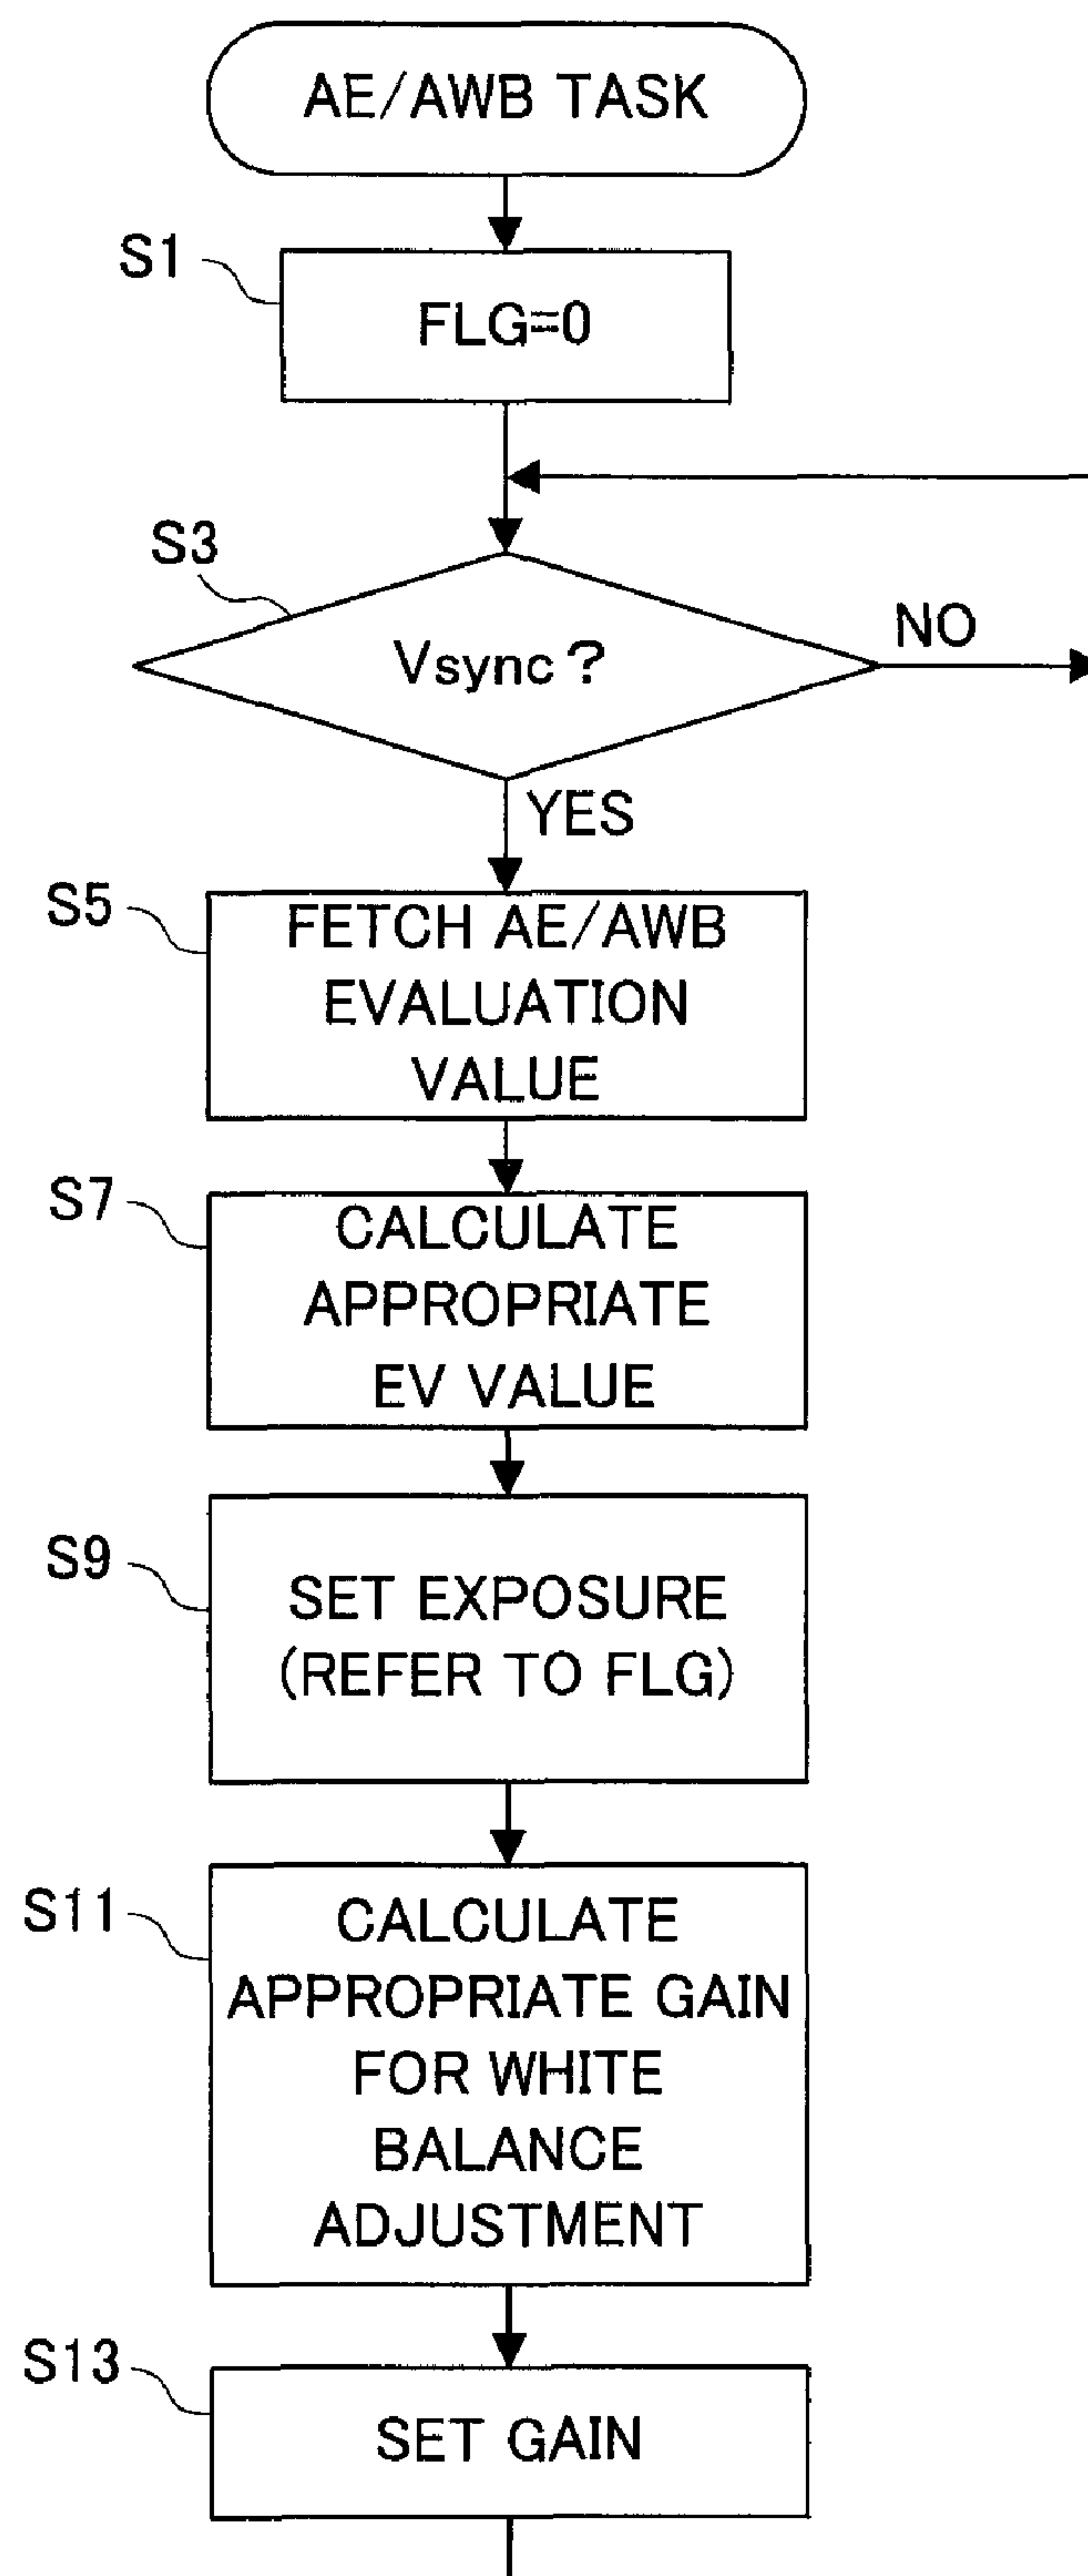 AE/AWB TASK
S1
FLG=0
S3
Vsync?
NO
YES
S5
FETCH AE/AWB
EVALUATION
VALUE
S7
CALCULATE
APPROPRIATE
EV VALUE
S9
SET EXPOSURE
(REFER TO FLG)
S11
CALCULATE
APPROPRIATE GAIN
FOR WHITE
BALANCE
ADJUSTMENT
S13
SET GAIN